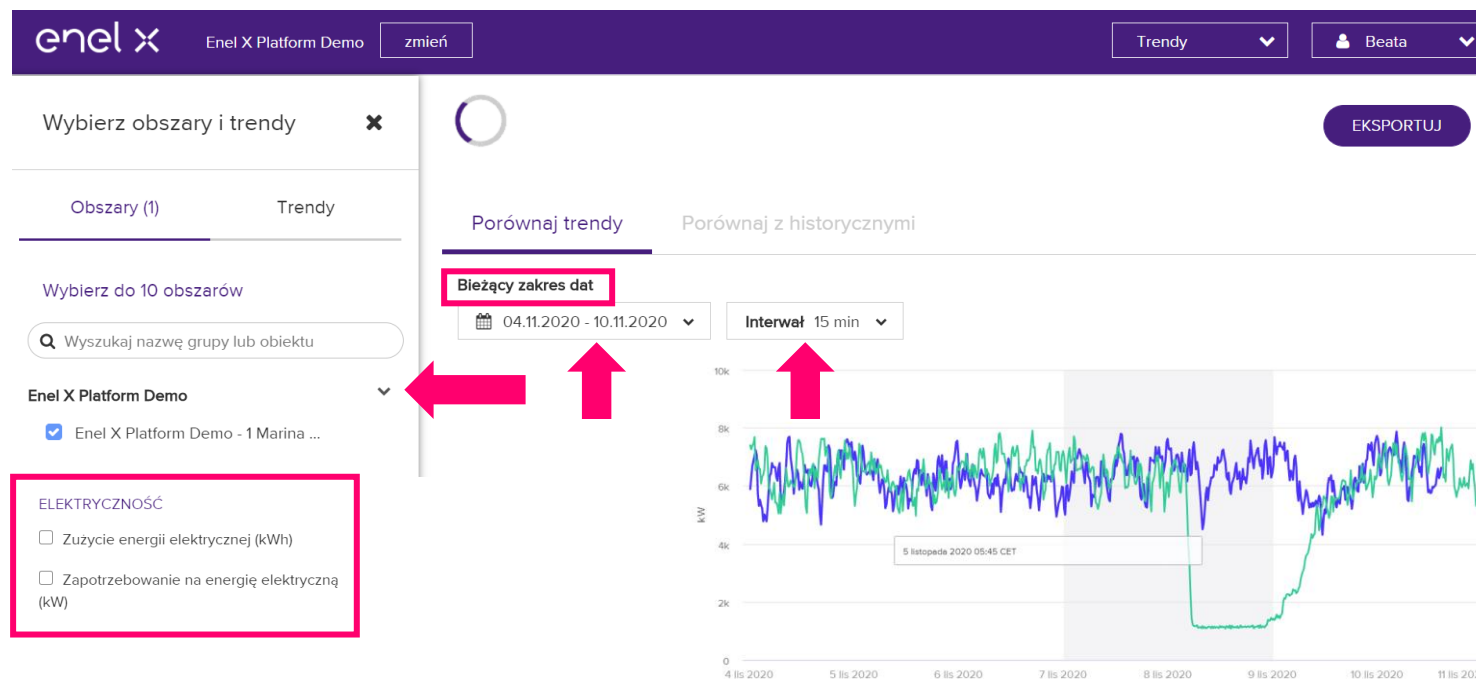 enel x
Enel X Platform Demo
zmień
Trendy
Beata
Wybierz obszary i trendy
EKSPORTUJ
Obszary (1)
Trendy
Porównaj trendy
Porównaj z historycznymi
Wybierz do 10 obszarów
Bieżący zakres dat
04.11.2020 - 10.11.2020
Interwał 15 min
Wyszukaj nazwę grupy lub obiektu
Enel X Platform Demo
Enel X Platform Demo - 1 Marina ...
ELEKTRYCZNOŚĆ
Zużycie energii elektrycznej (kWh)
Zapotrzebowanie na energię elektryczną
(kW)
10k
8k
6k
kW
4k
5 listopada 2020 05:45 CET
2k
0
4 lis 2020
5 lis 2020
6 lis 2020
7 lis 2020
8 lis 2020
9 lis 2020
10 lis 2020
11 lis 20